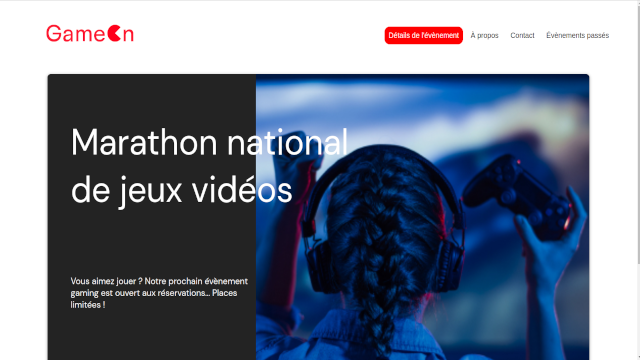 GameOn
Détails de l'évènement
À propos
Contact
Évènements passés
Marathon national
de jeux vidéos
Vous aimez jouer ? Notre prochain évènement
gaming est ouvert aux réservations... Places
limitées !